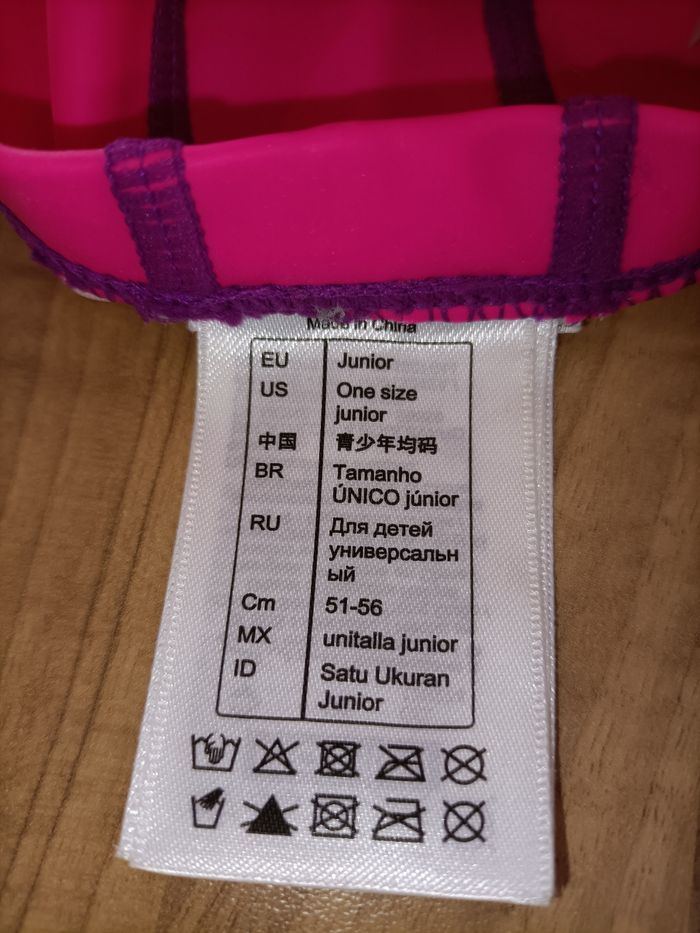 Made in China
EU Junior
US One size
junior
中国 青少年均码
BR Tamanho
ÚNICO júnior
RU Для детей
универсальн
ый
Cm 51-56
MX unitalla junior
ID Satu Ukuran
Junior